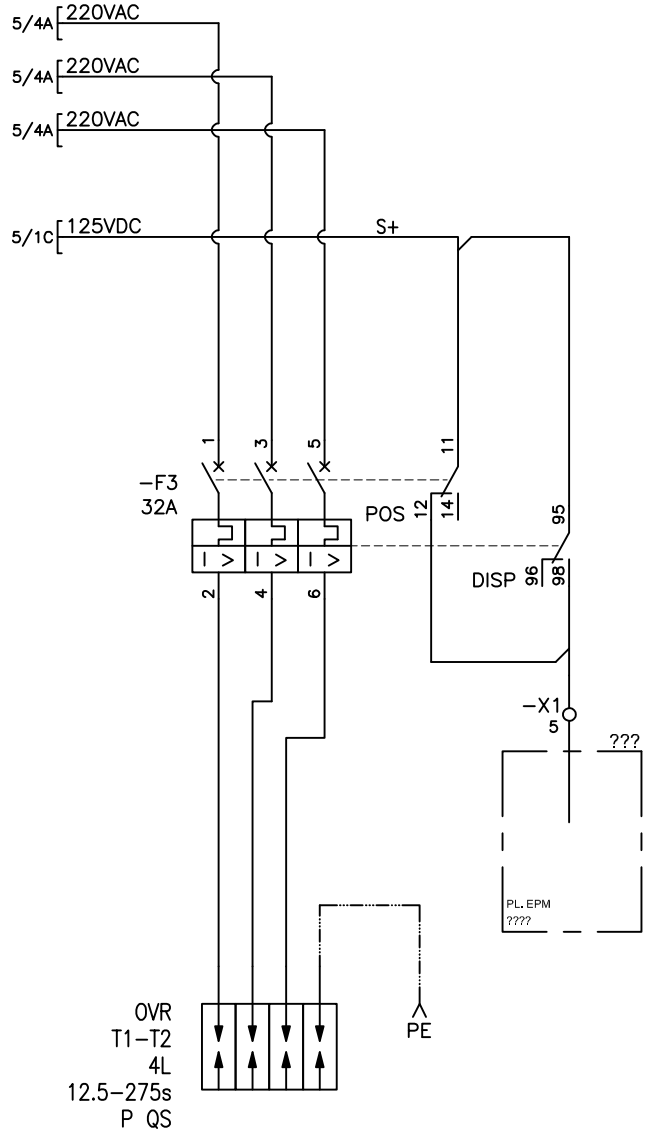 5/4A 220VAC
5/4A 220VAC
5/4A 220VAC
5/1C 125VDC S+
1 3 5 11
-F3
32A
POS 12 14
95
DISP 96 98
2 4 6
-X1
5
???
PL. EPM
????
OVR
T1-T2
4L
12.5-275s
P QS
PE